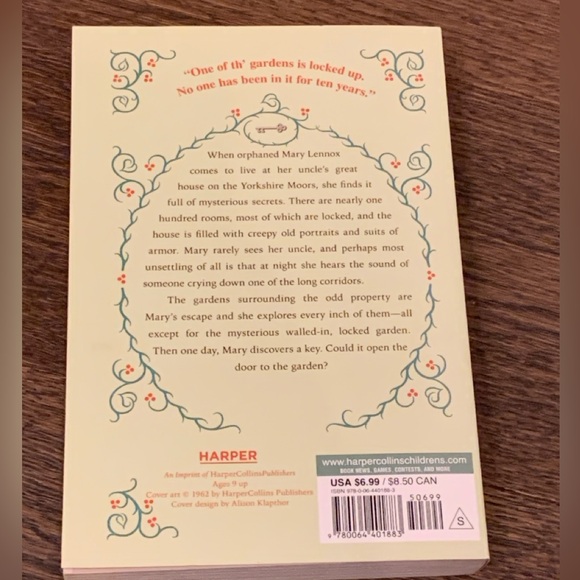 "One of th' gardens is locked up.
No one has been in it for ten years."
When orphaned Mary Lennox
comes to live at her uncle's great
house on the Yorkshire Moors, she finds it
full of mysterious secrets. There are nearly one
hundred rooms, most of which are locked, and the
house is filled with creepy old portraits and suits of
armor. Mary rarely sees her uncle, and perhaps most
unsettling of all is that at night she hears the sound of
someone crying down one of the long corridors.
The gardens surrounding the odd property are
Mary's escape and she explores every inch of them—all
except for the mysterious walled-in, locked garden.
Then one day, Mary discovers a key. Could it open the
door to the garden?
HARPER
An Imprint of HarperCollinsPublishers
Ages 9 up
Cover art © 1962 by HarperCollins Publishers
Cover design by Alison Klapthor
www.harpercollinschildrens.com
BOOK NEWS, GAMES, CONTESTS, AND MORE
USA $6.99 / $8.50 CAN
ISBN 978-0-06-440188-3
50699
9 780064 401883
S